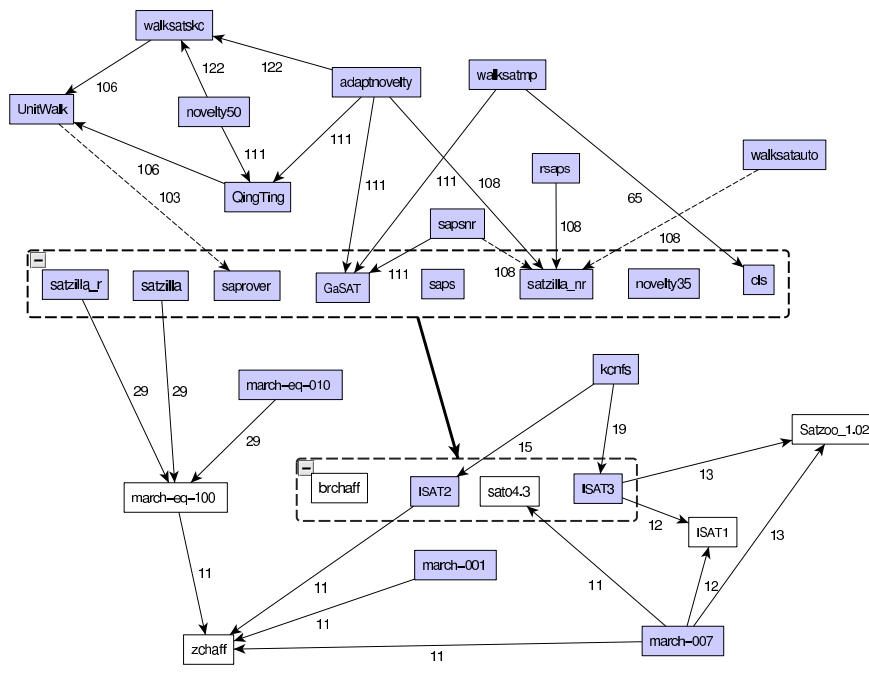 walksatskc
122
122
106
adaptnovelty
walksatmp
UnitWalk
novelty50
111
111
106
103
QingTing
111
111
108
rsaps
walksatauto
65
sapsnr
108
108
111
108
satzilla_r
satzilla
saprover
GaSAT
saps
satzilla_nr
novelty35
cls
29
29
march-eq-010
29
kcnfs
15
19
Satzoo_1.02
march-eq-100
brchaff
ISAT2
sato4.3
ISAT3
13
12
ISAT1
13
11
11
march-001
11
11
12
zchaff
march-007
11